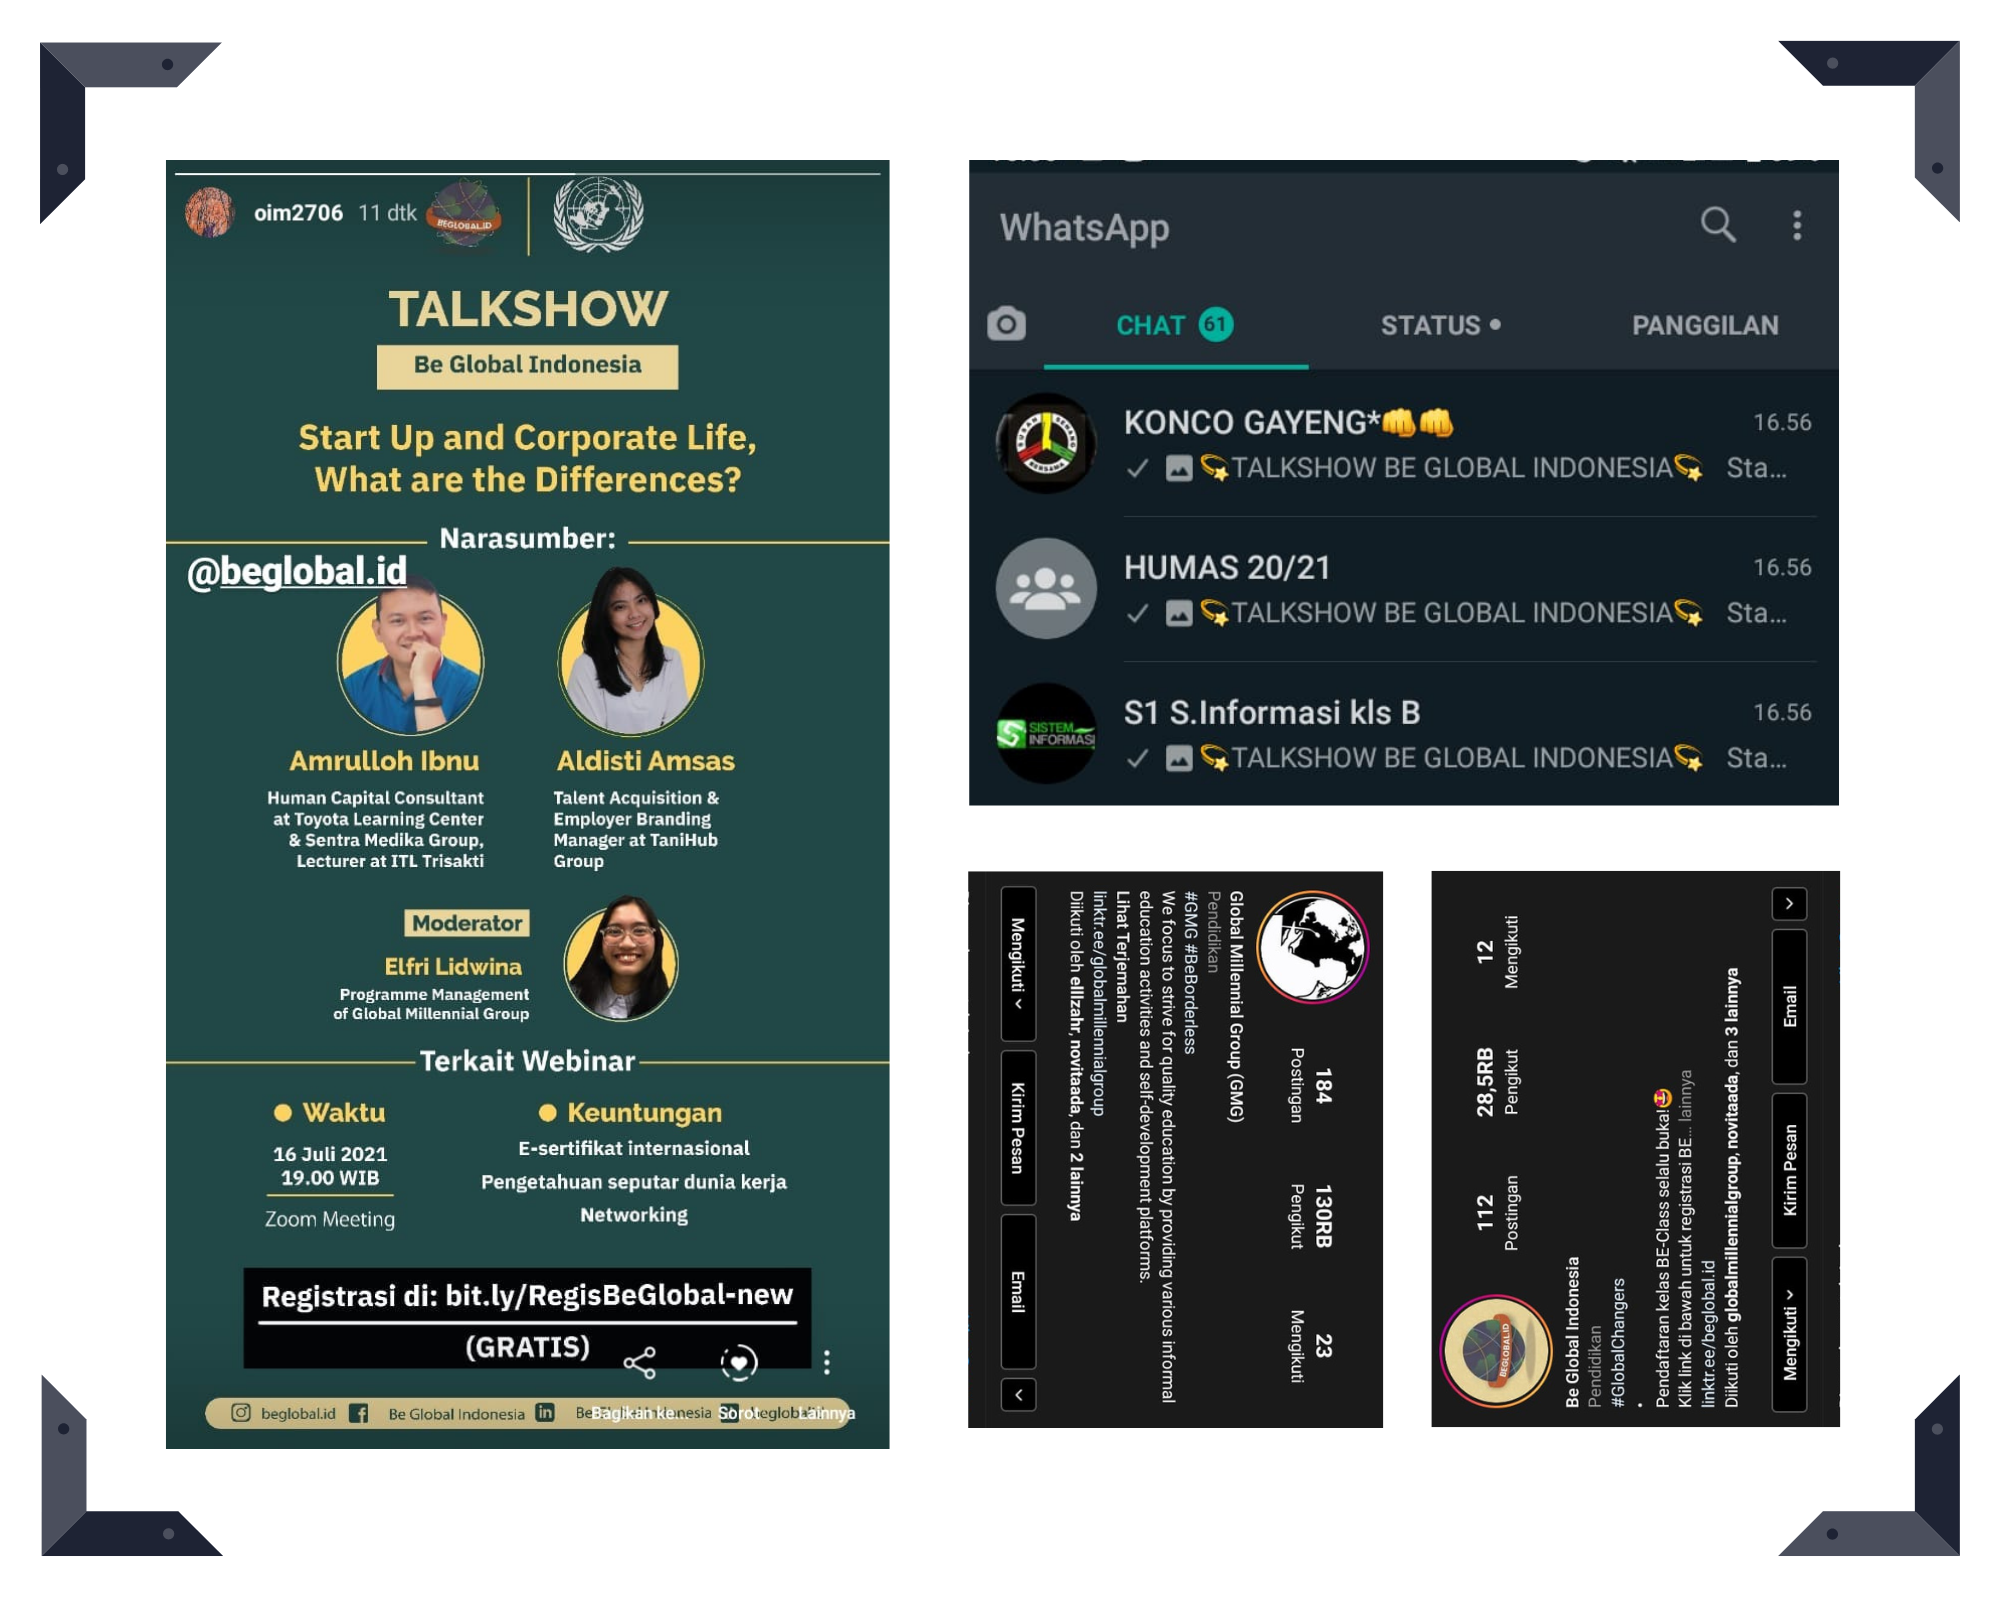 oim2706 11 dtk
BEGLOBAL.ID
TALKSHOW
Be Global Indonesia
Start Up and Corporate Life,
What are the Differences?
Narasumber:
@beglobal.id
Amrulloh Ibnu
Human Capital Consultant
at Toyota Learning Center
& Sentra Medika Group,
Lecturer at ITL Trisakti
Aldisti Amsas
Talent Acquisition &
Employer Branding
Manager at TaniHub
Group
Moderator
Elfri Lidwina
Programme Management
of Global Millennial Group
Terkait Webinar
Waktu
16 Juli 2021
19.00 WIB
Zoom Meeting
Keuntungan
E-sertifikat internasional
Pengetahuan seputar dunia kerja
Networking
Registrasi di: bit.ly/RegisBeGlobal-new
(GRATIS)
beglobal.id Be Global Indonesia
Bagikan ke... Sorot Lainnya
WhatsApp
CHAT 61 STATUS • PANGGILAN
KONCO GAYENG*👊👊 16.56
💫TALKSHOW BE GLOBAL INDONESIA💫 Sta...
HUMAS 20/21 16.56
💫TALKSHOW BE GLOBAL INDONESIA💫 Sta...
SISTEM
INFORMASI
S1 S.Informasi kls B 16.56
💫TALKSHOW BE GLOBAL INDONESIA💫 Sta...
184 130RB 23
Postingan Pengikut Mengikuti
Global Millennial Group (GMG)
Pendidikan
#GMG #BeBorderless
We focus to strive for quality education by providing various informal
education activities and self-development platforms.
Lihat Terjemahan
linktr.ee/globalmillennialgroup
Diikuti oleh ellIzahr, novitaada, dan 2 lainnya
Mengikuti Kirim Pesan Email
BEGLOBAL.ID
112 28,5RB 12
Postingan Pengikut Mengikuti
Be Global Indonesia
Pendidikan
#GlobalChangers
•
Pendaftaran kelas BE-Class selalu buka!🤩
Klik link di bawah untuk registrasi BE... lainnya
linktr.ee/beglobal.id
Diikuti oleh globalmillennialgroup, novitaada, dan 3 lainnya
Mengikuti Kirim Pesan Email